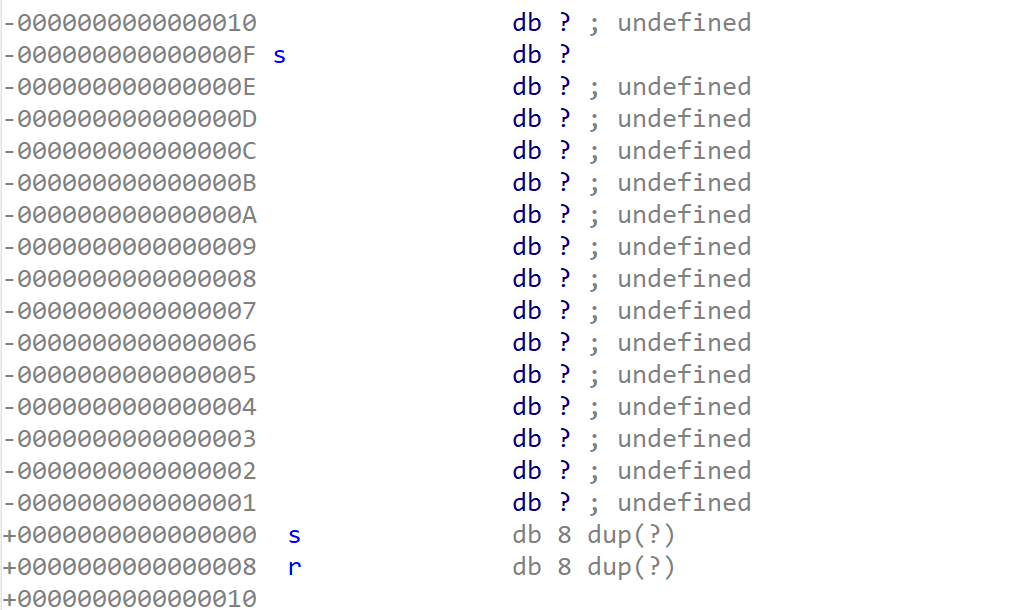 -0000000000000010 db ? ; undefined
-000000000000000F s db ?
-000000000000000E db ? ; undefined
-000000000000000D db ? ; undefined
-000000000000000C db ? ; undefined
-000000000000000B db ? ; undefined
-000000000000000A db ? ; undefined
-0000000000000009 db ? ; undefined
-0000000000000008 db ? ; undefined
-0000000000000007 db ? ; undefined
-0000000000000006 db ? ; undefined
-0000000000000005 db ? ; undefined
-0000000000000004 db ? ; undefined
-0000000000000003 db ? ; undefined
-0000000000000002 db ? ; undefined
-0000000000000001 db ? ; undefined
+0000000000000000 s db 8 dup(?)
+0000000000000008 r db 8 dup(?)
+0000000000000010